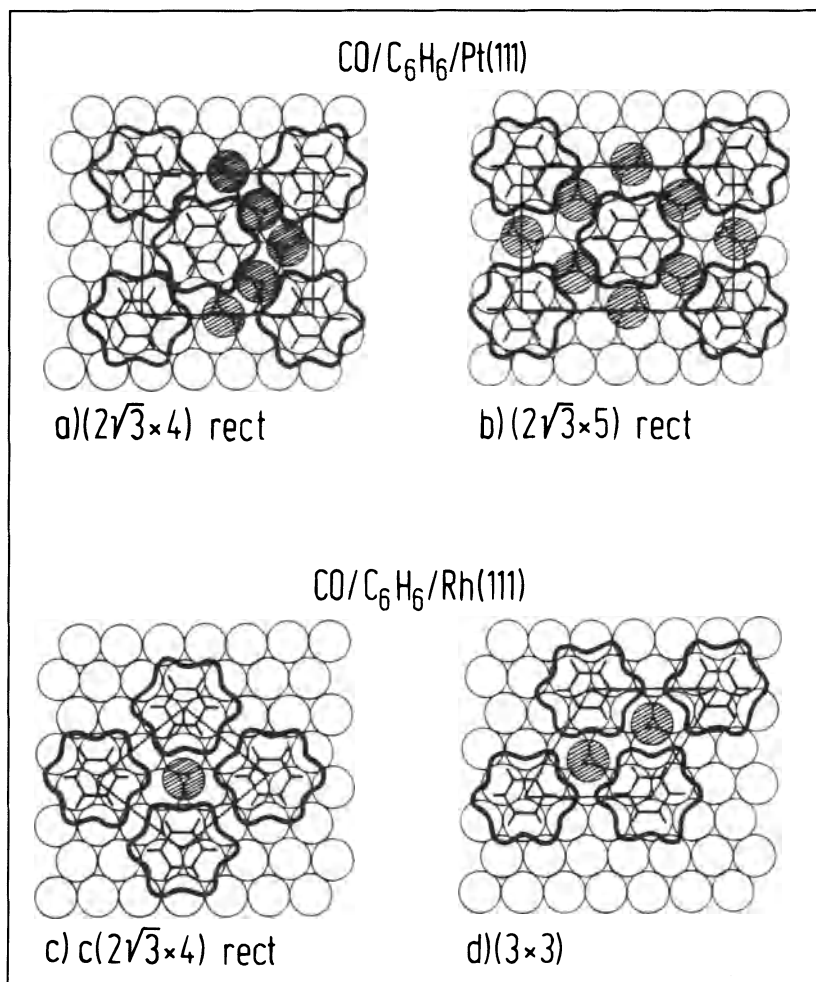 CO/C₆H₆/Pt(111)
a)(2√3×4) rect
b)(2√3×5) rect
CO/C₆H₆/Rh(111)
c) c(2√3×4) rect
d)(3×3)